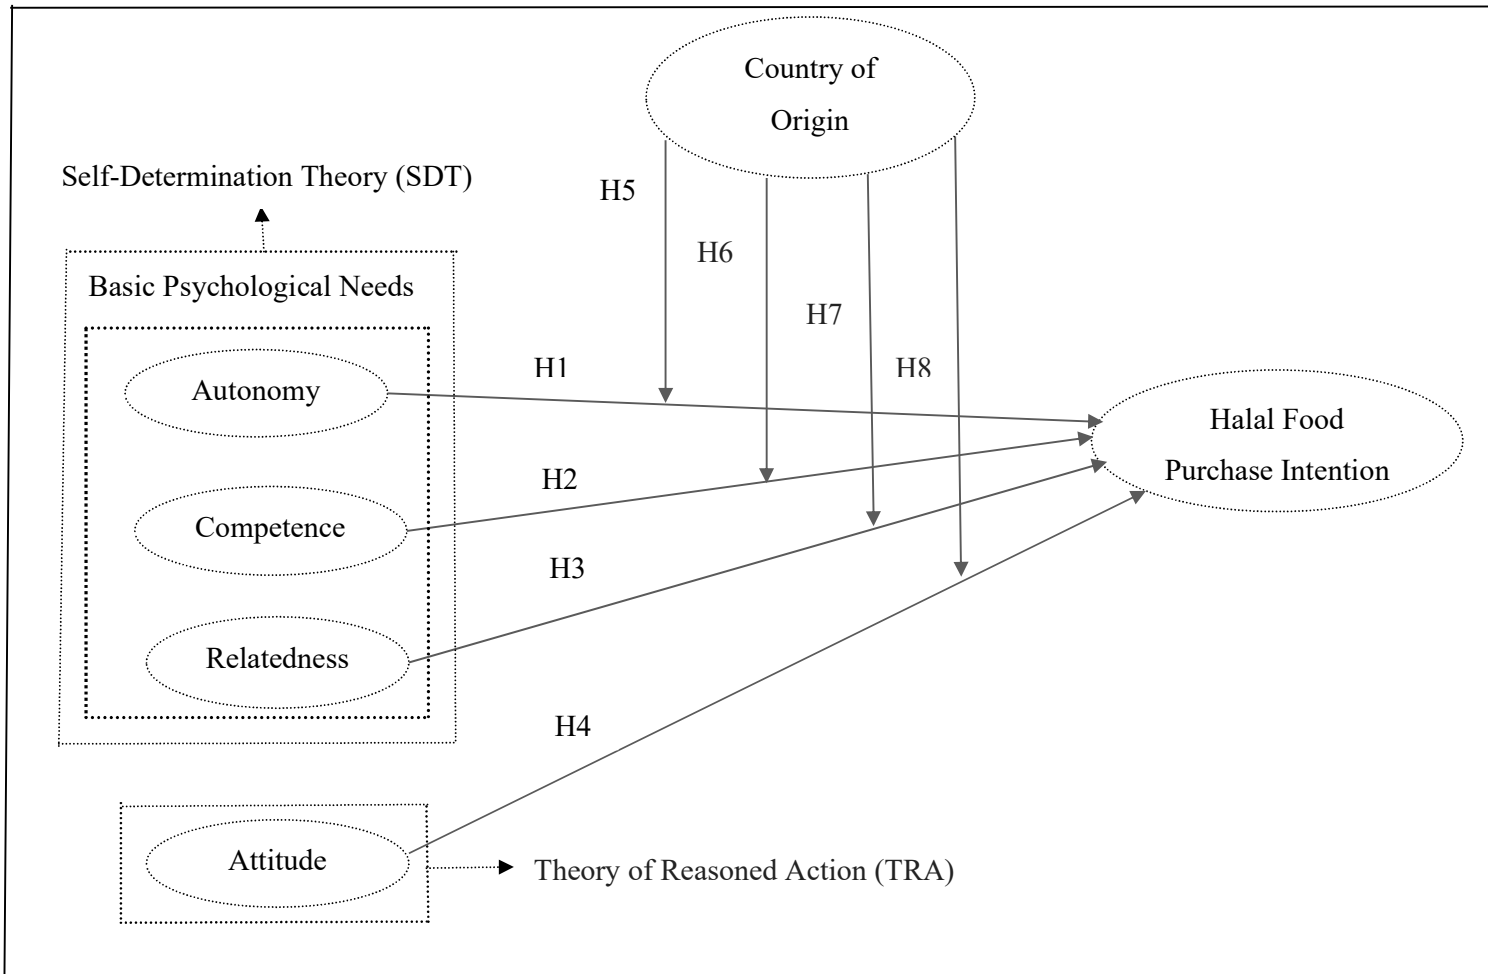 Country of
Origin
Self-Determination Theory (SDT)
H5
H6
Basic Psychological Needs
H7
H1
H8
Autonomy
Halal Food
Purchase Intention
H2
Competence
H3
Relatedness
H4
Attitude
Theory of Reasoned Action (TRA)